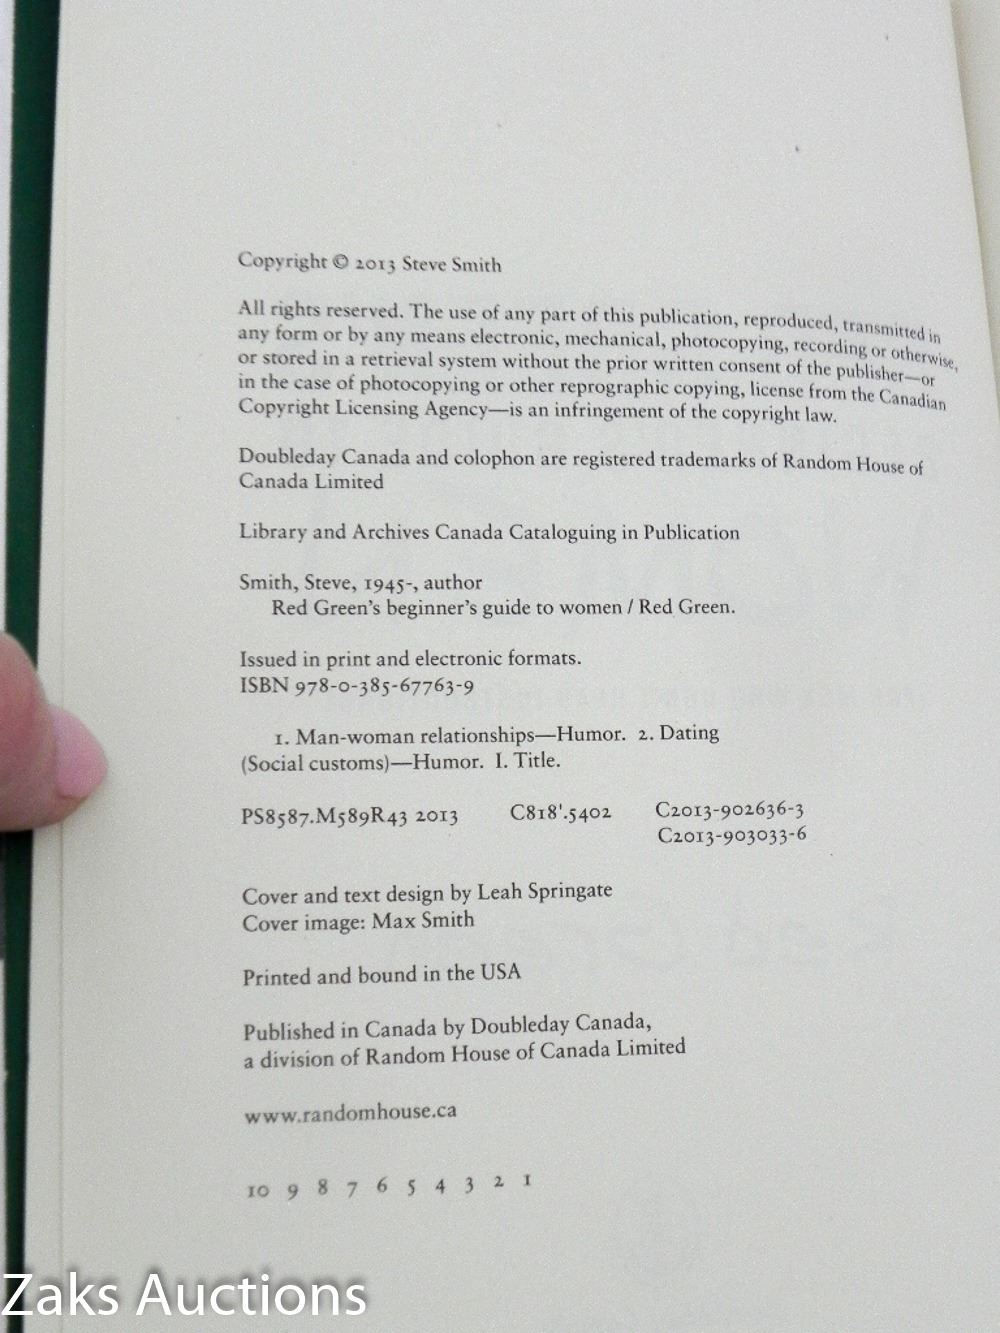 Copyright © 2013 Steve Smith
All rights reserved. The use of any part of this publication, reproduced, transmitted in
any form or by any means electronic, mechanical, photocopying, recording or otherwise,
or stored in a retrieval system without the prior written consent of the publisher—or
in the case of photocopying or other reprographic copying, license from the Canadian
Copyright Licensing Agency—is an infringement of the copyright law.
Doubleday Canada and colophon are registered trademarks of Random House of
Canada Limited
Library and Archives Canada Cataloguing in Publication
Smith, Steve, 1945-, author
Red Green's beginner's guide to women / Red Green.
Issued in print and electronic formats.
ISBN 978-0-385-67763-9
1. Man-woman relationships—Humor. 2. Dating
(Social customs)—Humor. I. Title.
PS8587.M589R43 2013 C818'.5402 C2013-902636-3
C2013-903033-6
Cover and text design by Leah Springate
Cover image: Max Smith
Printed and bound in the USA
Published in Canada by Doubleday Canada,
a division of Random House of Canada Limited
www.randomhouse.ca
10 9 8 7 6 5 4 3 2 1
Zaks Auctions